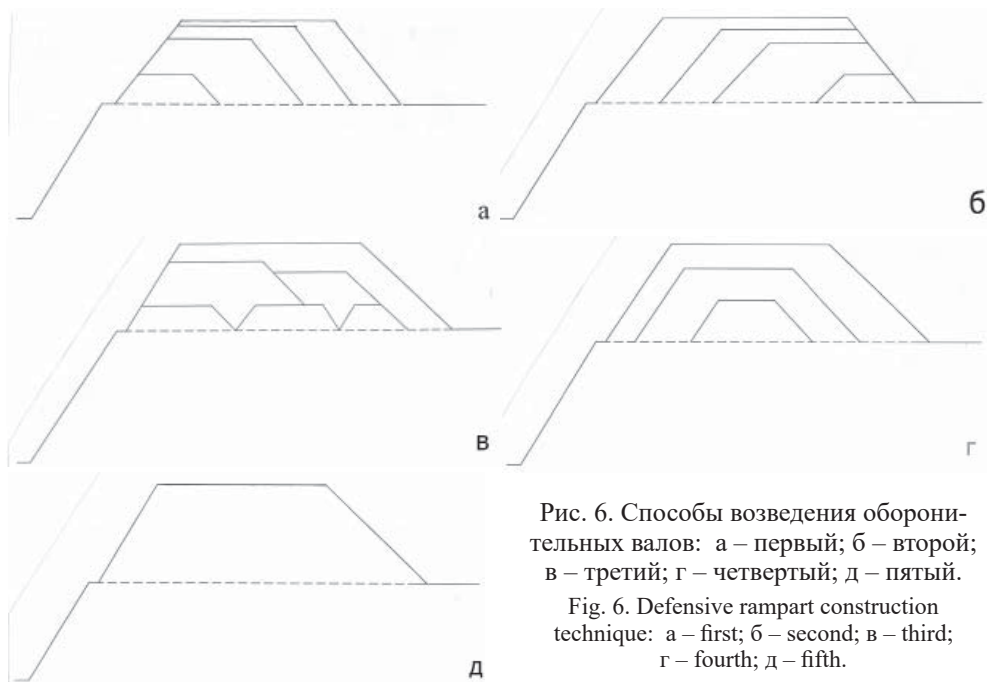 а
б
в
г
д
Рис. 6. Способы возведения оборони-
тельных валов: а – первый; б – второй;
в – третий; г – четвертый; д – пятый.
Fig. 6. Defensive rampart construction
technique: а – first; б – second; в – third;
г – fourth; д – fifth.